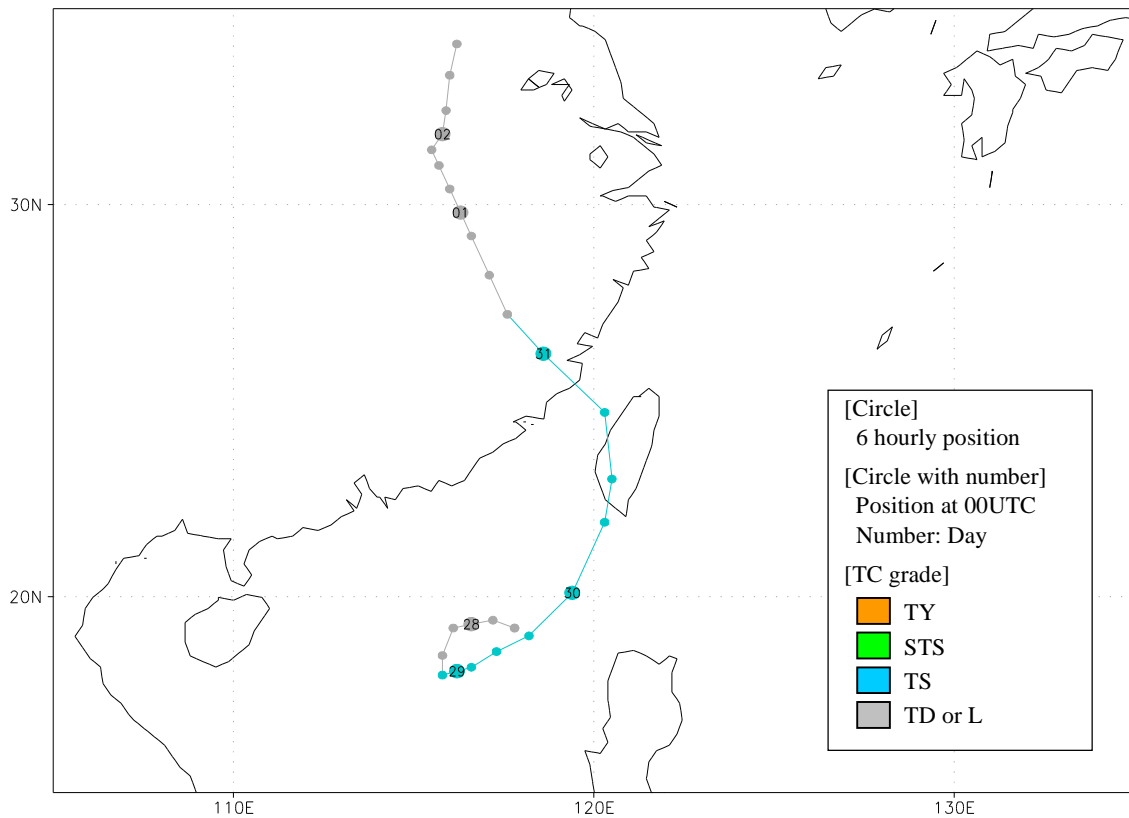 02
30N
01
31
[Circle]
6 hourly position
[Circle with number]
Position at 00UTC
Number: Day
[TC grade]
TY
STS
TS
TD or L
30
20N
28
29
110E
120E
130E